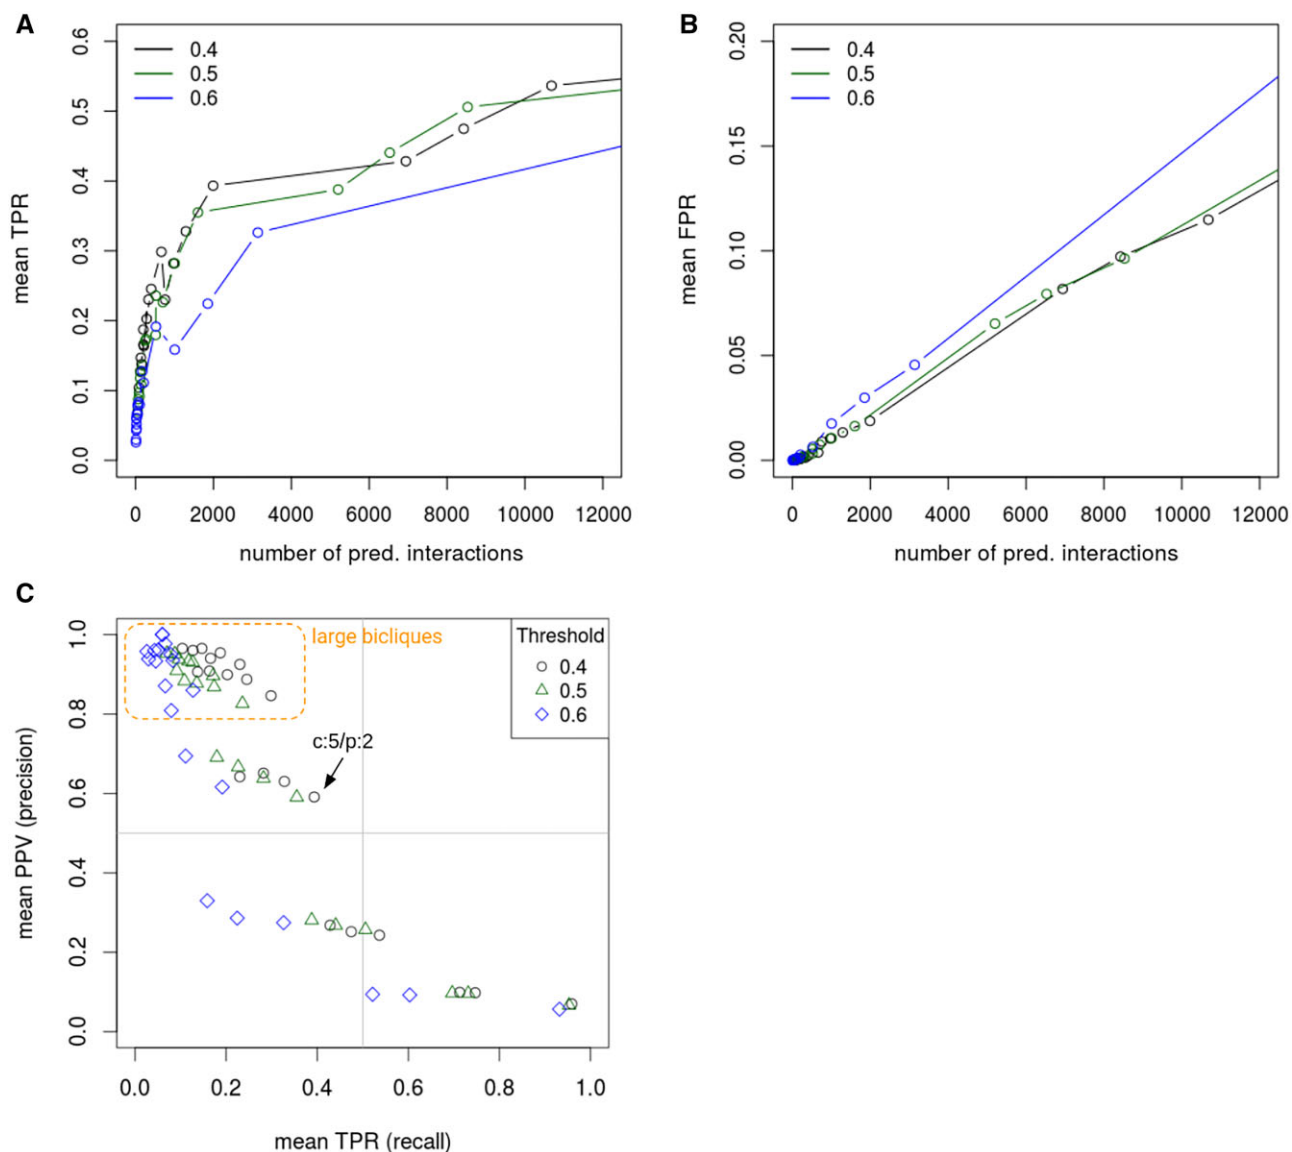 A
0.4
0.5
0.6
mean TPR
0.0 0.1 0.2 0.3 0.4 0.5 0.6
0 2000 4000 6000 8000 10000 12000
number of pred. interactions
B
0.4
0.5
0.6
mean FPR
0.00 0.05 0.10 0.15 0.20
0 2000 4000 6000 8000 10000 12000
number of pred. interactions
C
large bicliques
Threshold
0.4
0.5
0.6
c:5/p:2
mean PPV (precision)
0.0 0.2 0.4 0.6 0.8 1.0
0.0 0.2 0.4 0.6 0.8 1.0
mean TPR (recall)